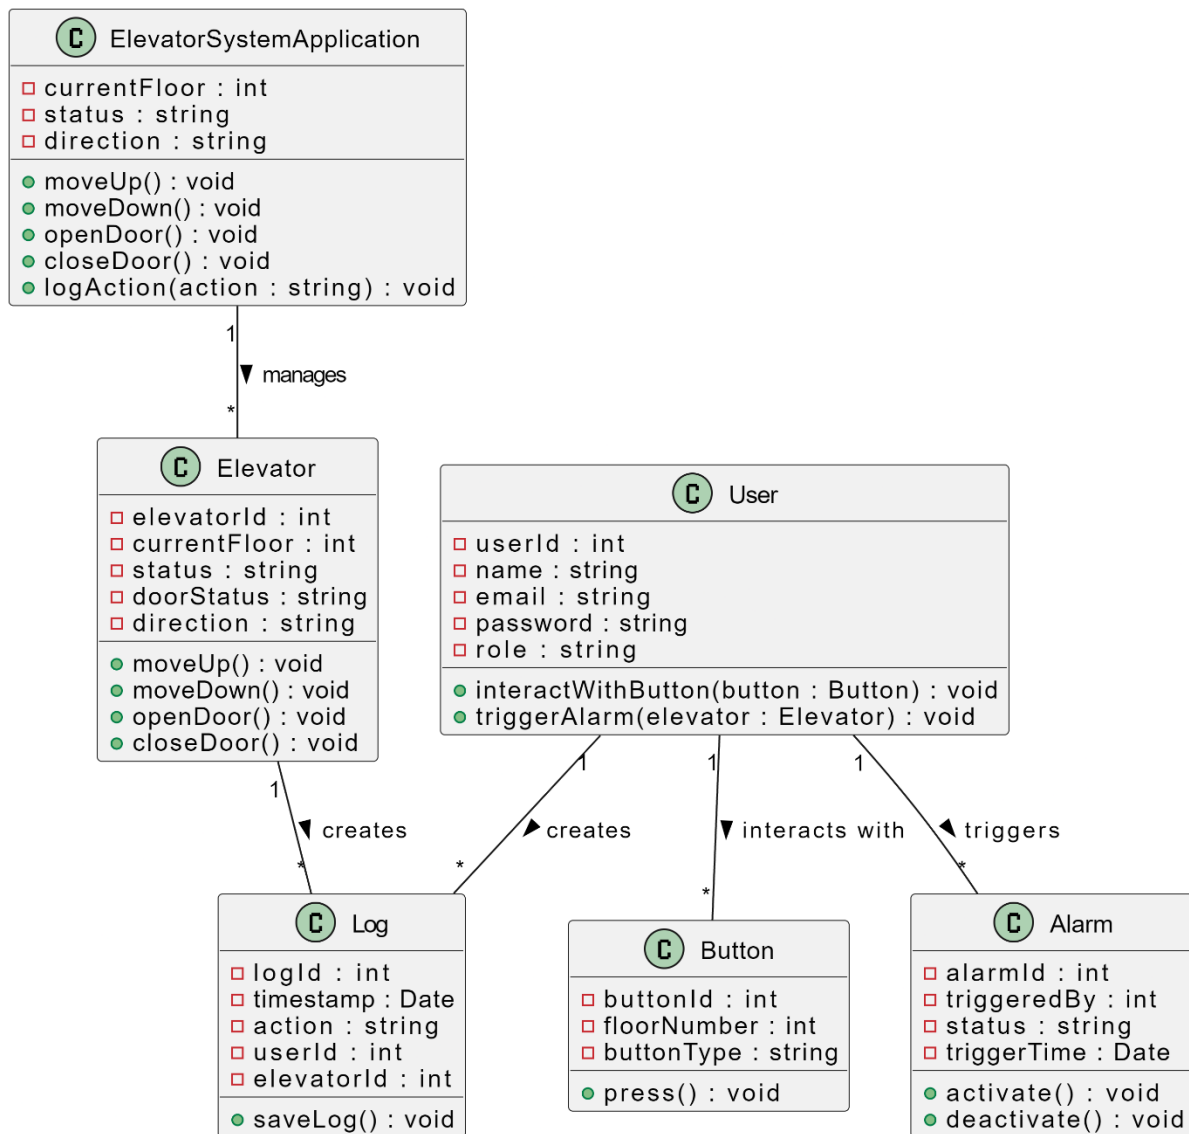 C ElevatorSystemApplication
currentFloor : int
status : string
direction : string
moveUp() : void
moveDown() : void
openDoor() : void
closeDoor() : void
logAction(action : string) : void
1
manages
*
C Elevator
elevatorId : int
currentFloor : int
status : string
doorStatus : string
direction : string
moveUp() : void
moveDown() : void
openDoor() : void
closeDoor() : void
C User
userId : int
name : string
email : string
password : string
role : string
interactWithButton(button : Button) : void
triggerAlarm(elevator : Elevator) : void
1
creates
*
1
creates
*
1
interacts with
*
1
triggers
*
C Log
logId : int
timestamp : Date
action : string
userId : int
elevatorId : int
saveLog() : void
C Button
buttonId : int
floorNumber : int
buttonType : string
press() : void
C Alarm
alarmId : int
triggeredBy : int
status : string
triggerTime : Date
activate() : void
deactivate() : void